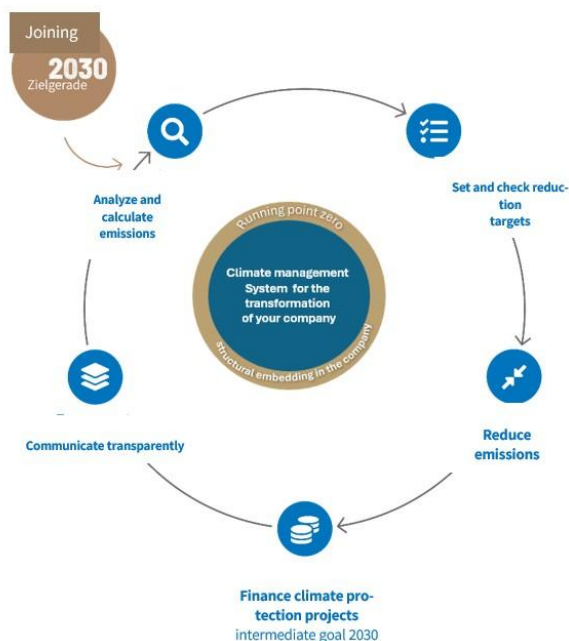 Joining
2030
Zielgerade
Analyze and
calculate
emissions
Set and check reduc-
tion
targets
Running point zero
Climate management
System for the
transformation
of your company
structural embedding in the company
Communicate transparently
Reduce
emissions
Finance climate pro-
tection projects
intermediate goal 2030